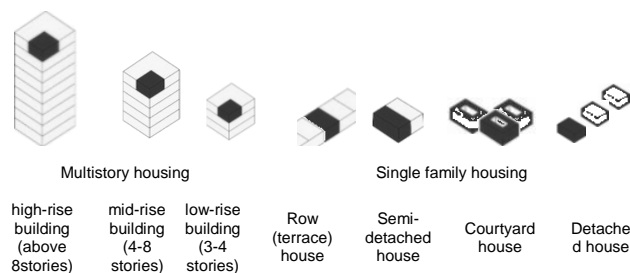 Multistory housing
Single family housing
high-rise
building
(above
8stories)
mid-rise
building
(4-8
stories)
low-rise
building
(3-4
stories)
Row
(terrace)
house
Semi-
detached
house
Courtyard
house
Detache
d house